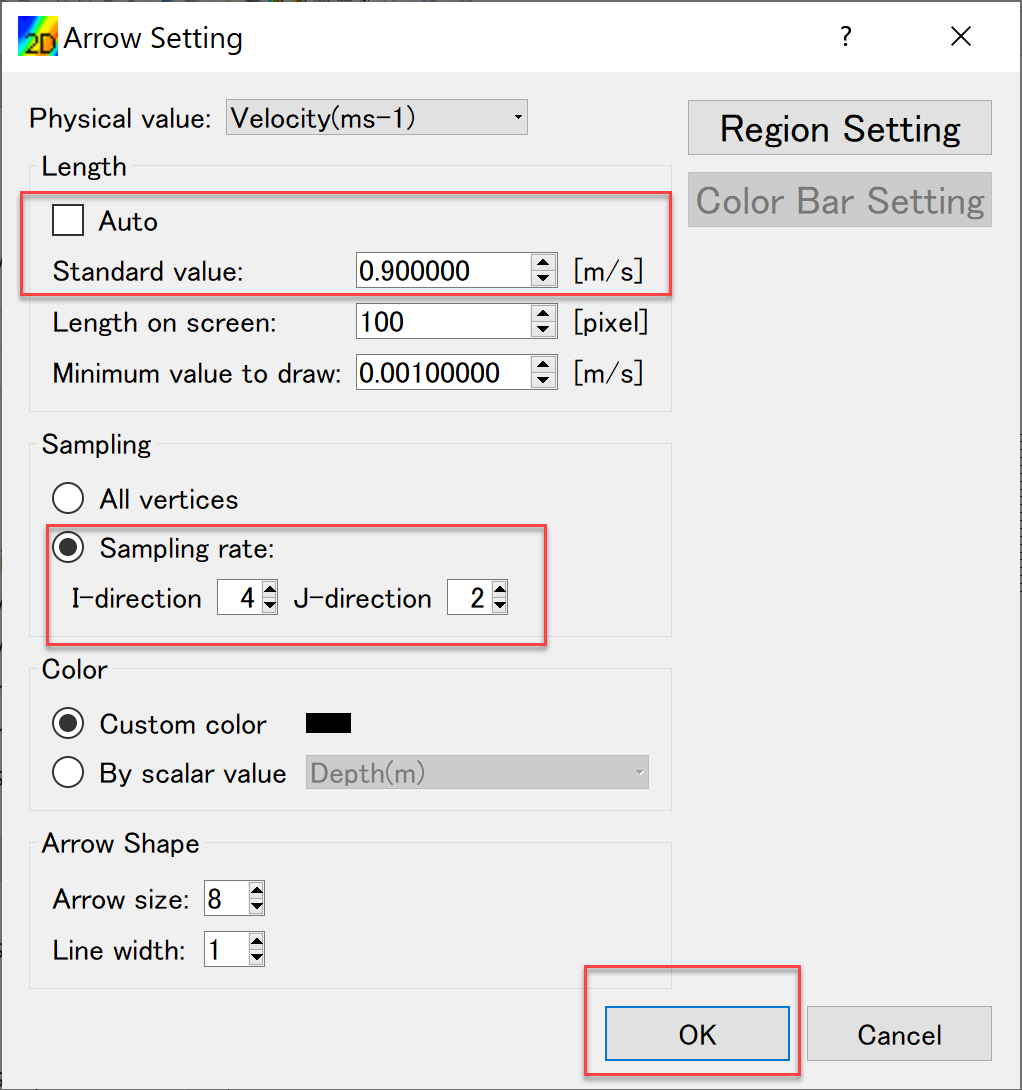 2D Arrow Setting ?
Physical value: Velocity(ms-1)
Region Setting
Color Bar Setting
Length
Auto
Standard value: 0.900000 [m/s]
Length on screen: 100 [pixel]
Minimum value to draw: 0.00100000 [m/s]
Sampling
All vertices
Sampling rate:
I-direction 4 J-direction 2
Color
Custom color
By scalar value Depth(m)
Arrow Shape
Arrow size: 8
Line width: 1
OK Cancel